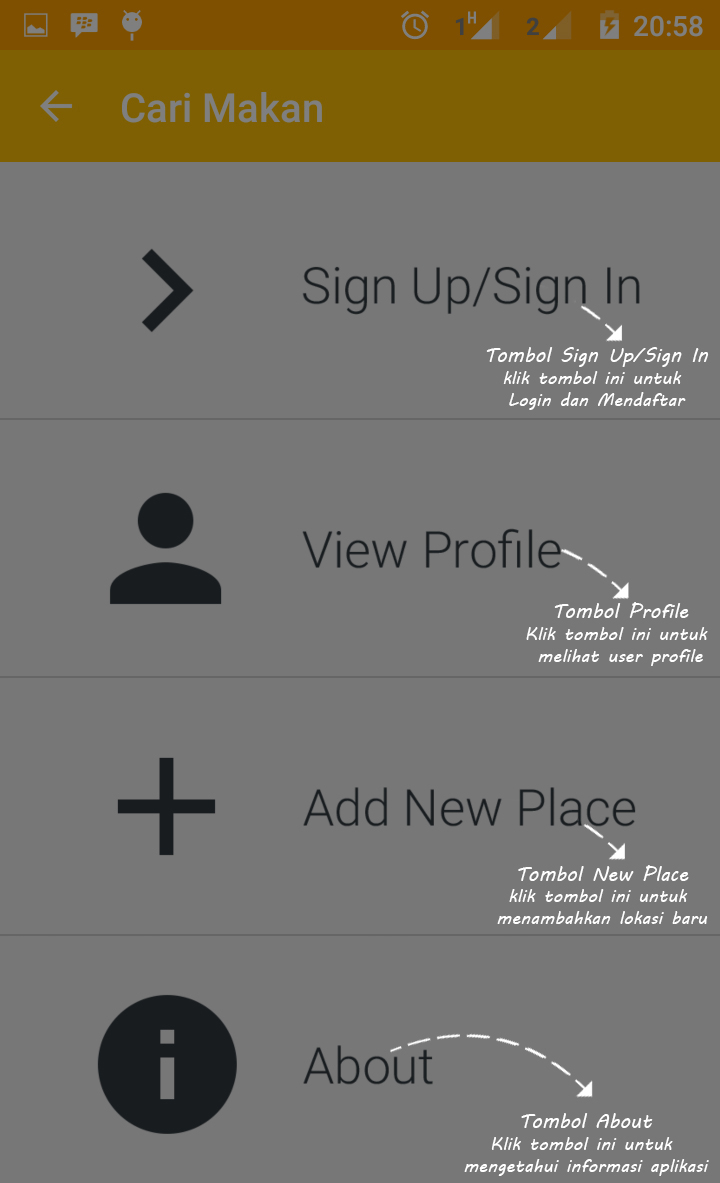 1 H 2 20:58
Cari Makan
Sign Up/Sign In
Tombol Sign Up/Sign In
klik tombol ini untuk
Login dan Mendaftar
View Profile
Tombol Profile
Klik tombol ini untuk
melihat user profile
Add New Place
Tombol New Place
klik tombol ini untuk
menambahkan lokasi baru
About
Tombol About
Klik tombol ini untuk
mengetahui informasi aplikasi